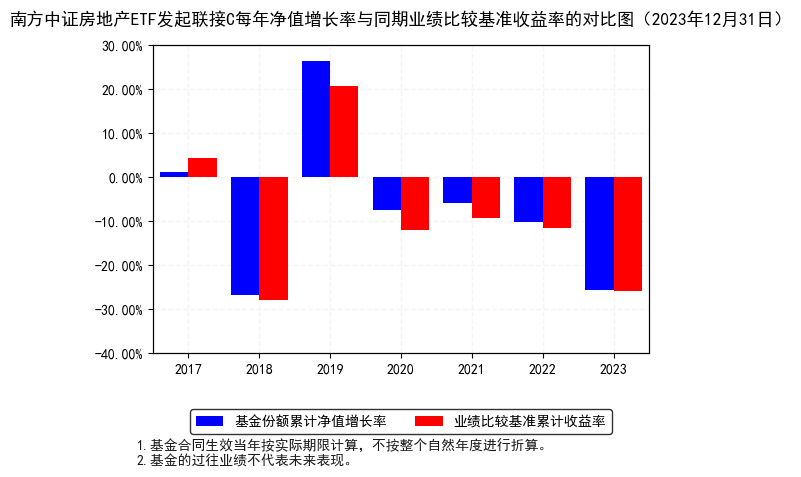 南方中证房地产ETF发起联接C每年净值增长率与同期业绩比较基准收益率的对比图（2023年12月31日）
30.00%
20.00%
10.00%
0.00%
-10.00%
-20.00%
-30.00%
-40.00%
2017 2018 2019 2020 2021 2022 2023
基金份额累计净值增长率 业绩比较基准累计收益率
1.基金合同生效当年按实际期限计算，不按整个自然年度进行折算。
2.基金的过往业绩不代表未来表现。